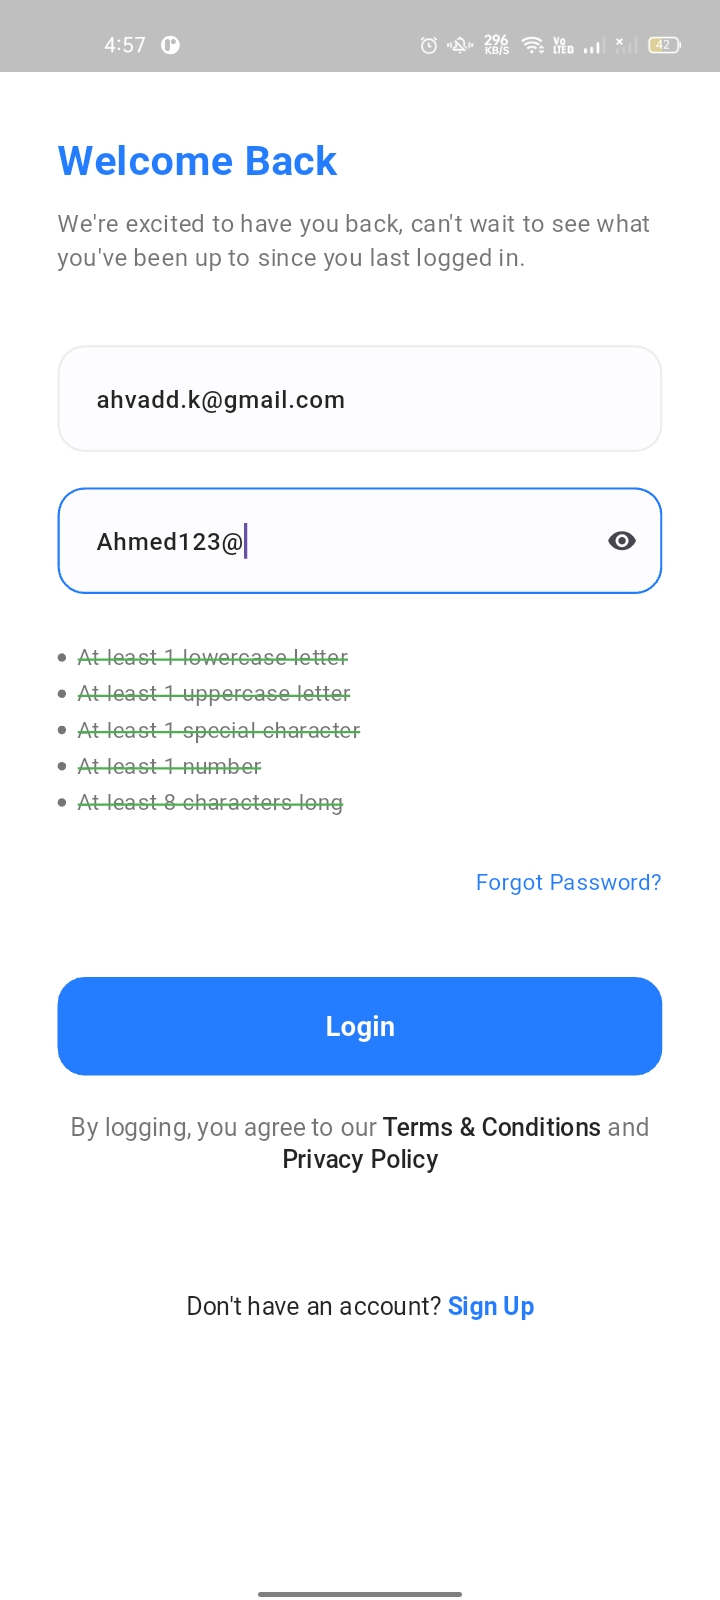 4:57
296
KB/S
Vo
LTED
42
Welcome Back
We're excited to have you back, can't wait to see what
you've been up to since you last logged in.
ahvadd.k@gmail.com
Ahmed123@
At least 1 lowercase letter
At least 1 uppercase letter
At least 1 special character
At least 1 number
At least 8 characters long
Forgot Password?
Login
By logging, you agree to our Terms & Conditions and
Privacy Policy
Don't have an account? Sign Up